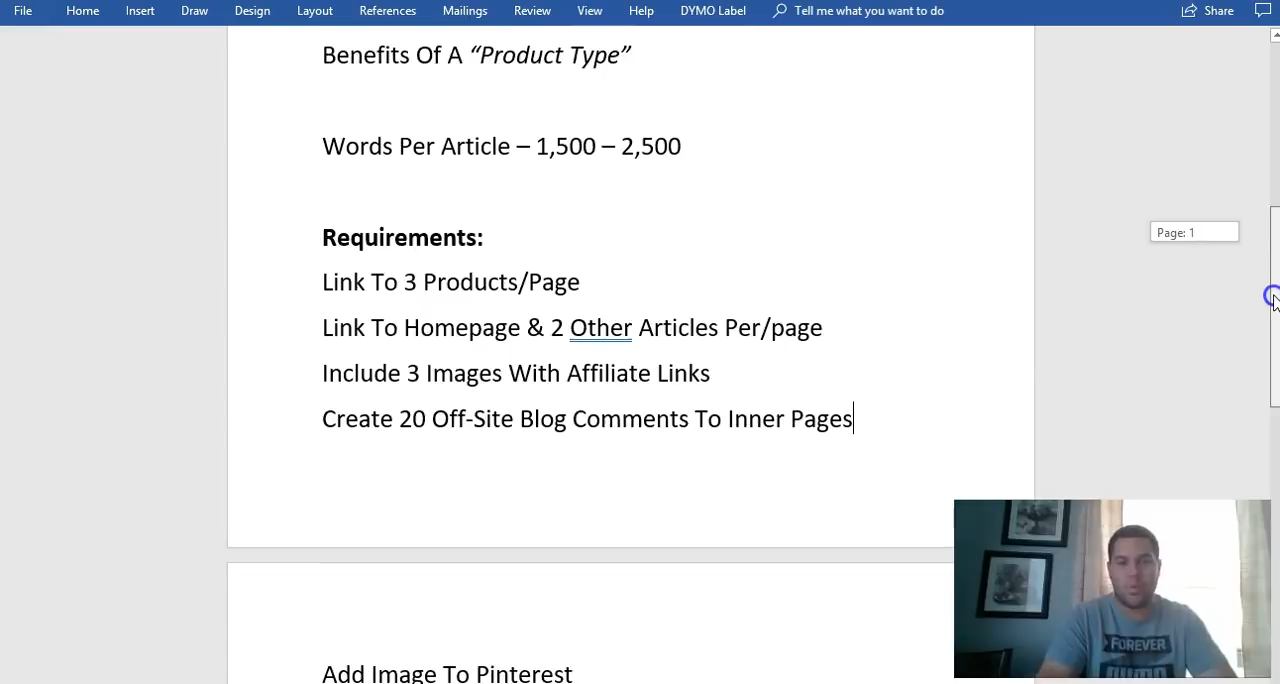 File Home Insert Draw Design Layout References Mailings Review View Help DYMO Label Tell me what you want to do Share
Benefits Of A “Product Type”
Words Per Article – 1,500 – 2,500
Page: 1
Requirements:
Link To 3 Products/Page
Link To Homepage & 2 Other Articles Per/page
Include 3 Images With Affiliate Links
Create 20 Off-Site Blog Comments To Inner Pages
FOREVER
Add Image To Pinterest